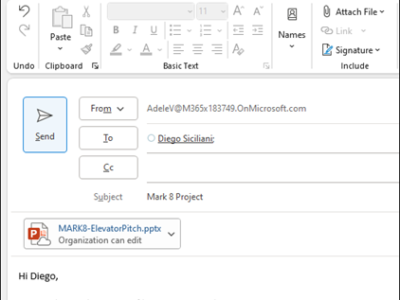 Undo
Paste
Clipboard
11
B I U
A
Basic Text
Names
Attach File
Link
Signature
Include
Send
From
AdeleV@M365x183749.OnMicrosoft.com
To
Diego Siciliani;
Cc
Subject
Mark 8 Project
MARK8-ElevatorPitch.pptx
Organization can edit
Hi Diego,